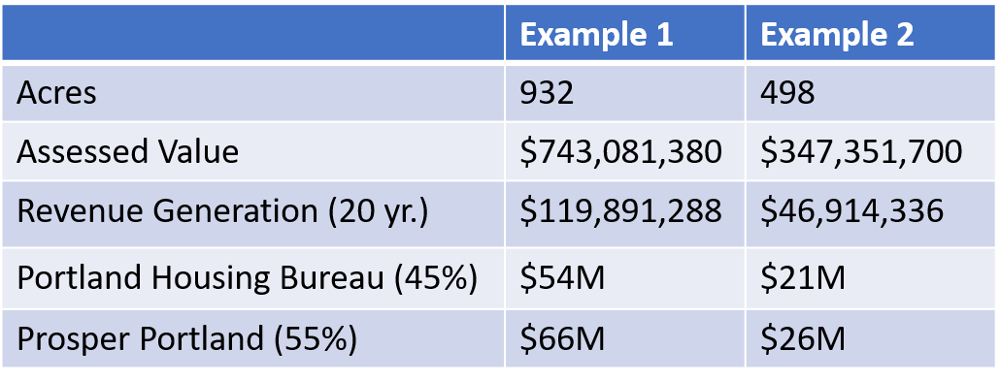 Example 1 Example 2
Acres 932 498
Assessed Value $743,081,380 $347,351,700
Revenue Generation (20 yr.) $119,891,288 $46,914,336
Portland Housing Bureau (45%) $54M $21M
Prosper Portland (55%) $66M $26M